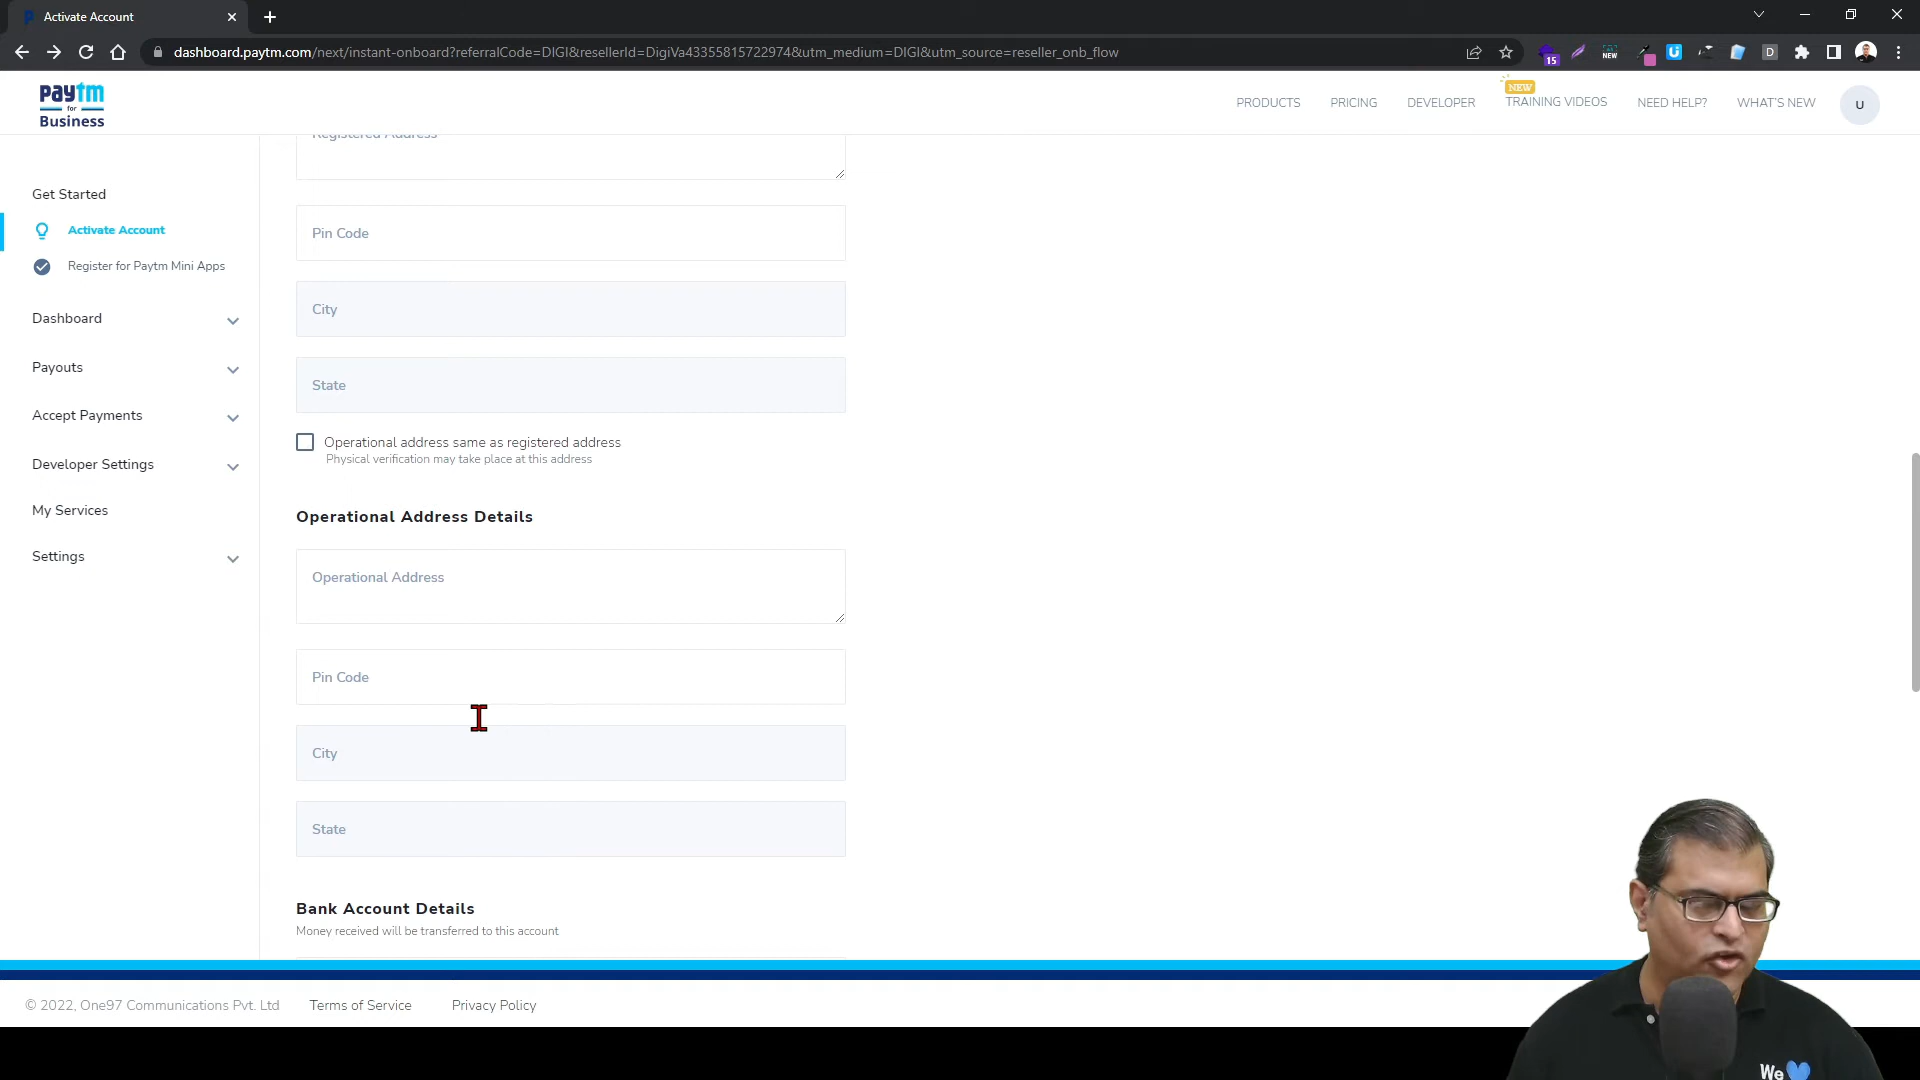 Activate Account
dashboard.paytm.com/next/instant-onboard?referralCode=DIGI&resellerId=DigiVa43355815722974&utm_medium=DIGI&utm_source=reseller_onb_flow
15
NEW
D
paytm
for
Business
PRODUCTS
PRICING
DEVELOPER
NEW
TRAINING VIDEOS
NEED HELP?
WHAT'S NEW
U
Get Started
Activate Account
Register for Paytm Mini Apps
Dashboard
Payouts
Accept Payments
Developer Settings
My Services
Settings
Registered Address
Pin Code
City
State
Operational address same as registered address
Physical verification may take place at this address
Operational Address Details
Operational Address
Pin Code
City
State
Bank Account Details
Money received will be transferred to this account
© 2022, One97 Communications Pvt. Ltd
Terms of Service
Privacy Policy
We